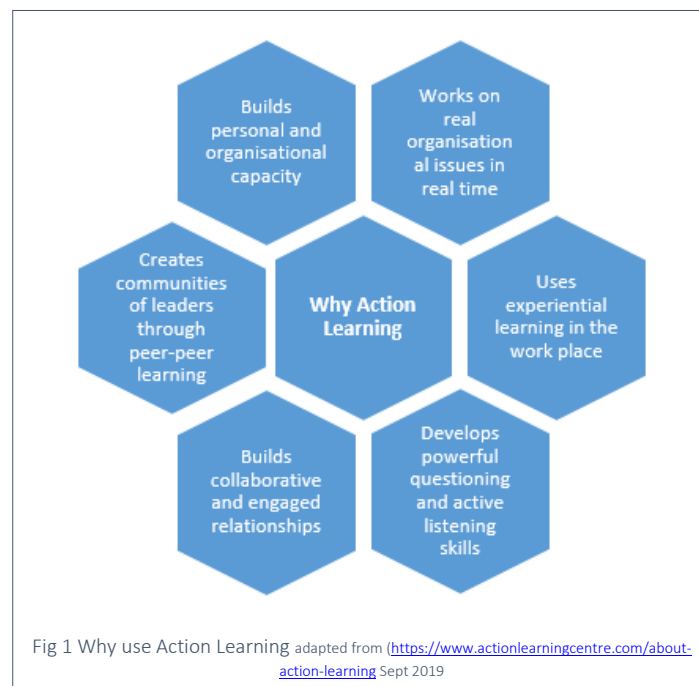 Builds
personal and
organisational
capacity
Works on
real
organisation
al issues in
real time
Creates
communities
of leaders
through
peer-peer
learning
Why Action
Learning
Uses
experiential
learning in the
work place
Builds
collaborative
and engaged
relationships
Develops
powerful
questioning
and active
listening
skills
Fig 1 Why use Action Learning adapted from (https://www.actionlearningcentre.com/about-
action-learning Sept 2019